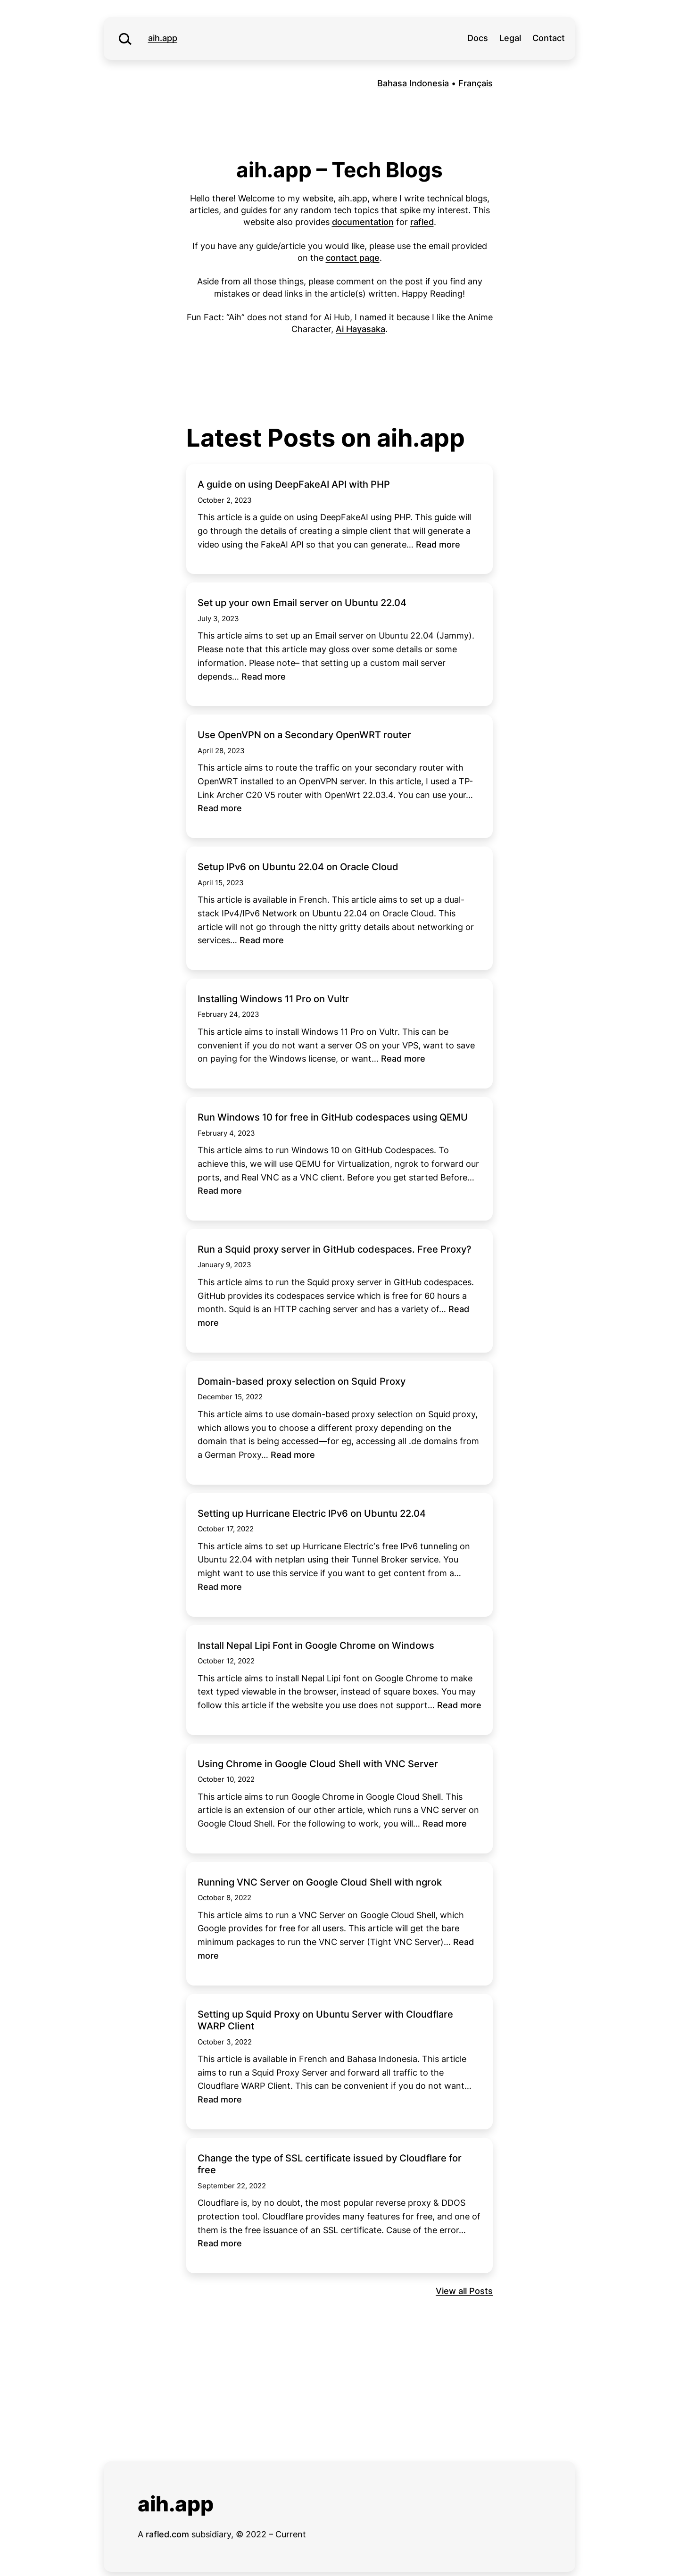 aih.app
Docs Legal Contact
Bahasa Indonesia • Français
aih.app – Tech Blogs
Hello there! Welcome to my website, aih.app, where I write technical blogs,
articles, and guides for any random tech topics that spike my interest. This
website also provides documentation for rafled.
If you have any guide/article you would like, please use the email provided
on the contact page.
Aside from all those things, please comment on the post if you find any
mistakes or dead links in the article(s) written. Happy Reading!
Fun Fact: “Aih” does not stand for Ai Hub, I named it because I like the Anime
Character, Ai Hayasaka.
Latest Posts on aih.app
A guide on using DeepFakeAI API with PHP
October 2, 2023
This article is a guide on using DeepFakeAI using PHP. This guide will
go through the details of creating a simple client that will generate a
video using the FakeAI API so that you can generate… Read more
Set up your own Email server on Ubuntu 22.04
July 3, 2023
This article aims to set up an Email server on Ubuntu 22.04 (Jammy).
Please note that this article may gloss over some details or some
information. Please note– that setting up a custom mail server
depends… Read more
Use OpenVPN on a Secondary OpenWRT router
April 28, 2023
This article aims to route the traffic on your secondary router with
OpenWRT installed to an OpenVPN server. In this article, I used a TP-
Link Archer C20 V5 router with OpenWrt 22.03.4. You can use your…
Read more
Setup IPv6 on Ubuntu 22.04 on Oracle Cloud
April 15, 2023
This article is available in French. This article aims to set up a dual-
stack IPv4/IPv6 Network on Ubuntu 22.04 on Oracle Cloud. This
article will not go through the nitty gritty details about networking or
services… Read more
Installing Windows 11 Pro on Vultr
February 24, 2023
This article aims to install Windows 11 Pro on Vultr. This can be
convenient if you do not want a server OS on your VPS, want to save
on paying for the Windows license, or want… Read more
Run Windows 10 for free in GitHub codespaces using QEMU
February 4, 2023
This article aims to run Windows 10 on GitHub Codespaces. To
achieve this, we will use QEMU for Virtualization, ngrok to forward our
ports, and Real VNC as a VNC client. Before you get started Before…
Read more
Run a Squid proxy server in GitHub codespaces. Free Proxy?
January 9, 2023
This article aims to run the Squid proxy server in GitHub codespaces.
GitHub provides its codespaces service which is free for 60 hours a
month. Squid is an HTTP caching server and has a variety of… Read
more
Domain-based proxy selection on Squid Proxy
December 15, 2022
This article aims to use domain-based proxy selection on Squid proxy,
which allows you to choose a different proxy depending on the
domain that is being accessed—for eg, accessing all .de domains from
a German Proxy… Read more
Setting up Hurricane Electric IPv6 on Ubuntu 22.04
October 17, 2022
This article aims to set up Hurricane Electric’s free IPv6 tunneling on
Ubuntu 22.04 with netplan using their Tunnel Broker service. You
might want to use this service if you want to get content from a…
Read more
Install Nepal Lipi Font in Google Chrome on Windows
October 12, 2022
This article aims to install Nepal Lipi font on Google Chrome to make
text typed viewable in the browser, instead of square boxes. You may
follow this article if the website you use does not support… Read more
Using Chrome in Google Cloud Shell with VNC Server
October 10, 2022
This article aims to run Google Chrome in Google Cloud Shell. This
article is an extension of our other article, which runs a VNC server on
Google Cloud Shell. For the following to work, you will… Read more
Running VNC Server on Google Cloud Shell with ngrok
October 8, 2022
This article aims to run a VNC Server on Google Cloud Shell, which
Google provides for free for all users. This article will get the bare
minimum packages to run the VNC server (Tight VNC Server)… Read
more
Setting up Squid Proxy on Ubuntu Server with Cloudflare
WARP Client
October 3, 2022
This article is available in French and Bahasa Indonesia. This article
aims to run a Squid Proxy Server and forward all traffic to the
Cloudflare WARP Client. This can be convenient if you do not want…
Read more
Change the type of SSL certificate issued by Cloudflare for
free
September 22, 2022
Cloudflare is, by no doubt, the most popular reverse proxy & DDOS
protection tool. Cloudflare provides many features for free, and one of
them is the free issuance of an SSL certificate. Cause of the error…
Read more
View all Posts
aih.app
A rafled.com subsidiary, © 2022 – Current